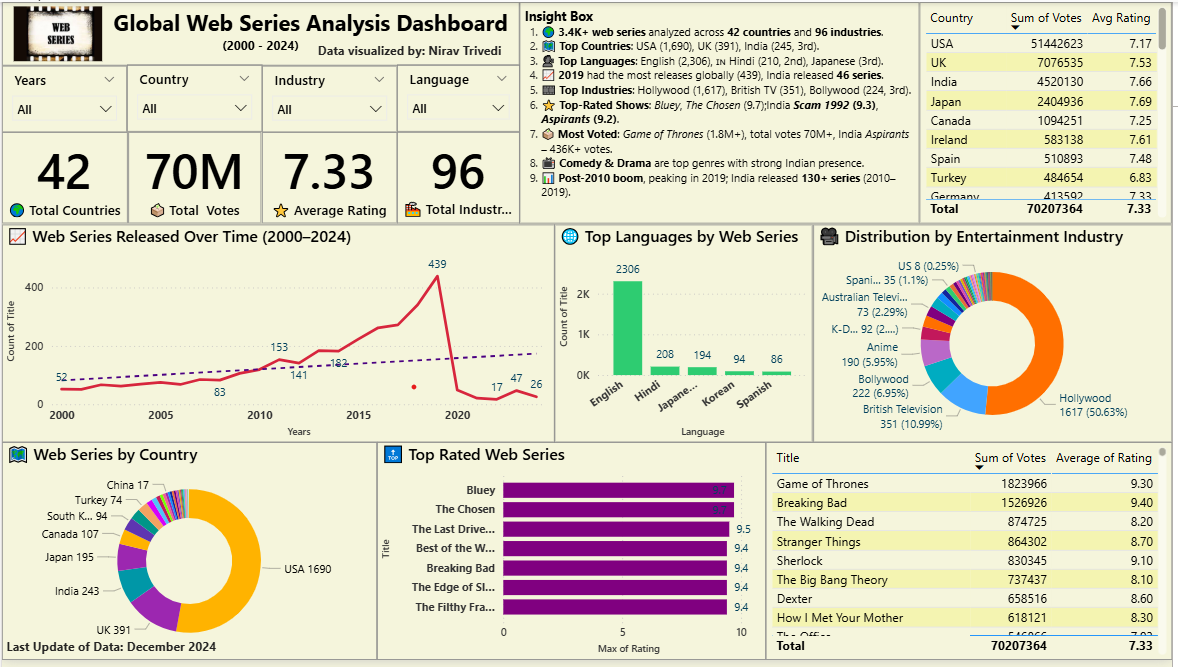 WEB
SERIES
Global Web Series Analysis Dashboard
(2000 - 2024)
Data visualized by: Nirav Trivedi
Years
All
Country
All
Industry
All
Language
All
42
Total Countries
70M
Total Votes
7.33
Average Rating
96
Total Industr...
Insight Box
1. 3.4K+ web series analyzed across 42 countries and 96 industries.
2. Top Countries: USA (1,690), UK (391), India (245, 3rd).
3. Top Languages: English (2,306), IN Hindi (210, 2nd), Japanese (3rd).
4. 2019 had the most releases globally (439), India released 46 series.
5. Top Industries: Hollywood (1,617), British TV (351), Bollywood (224, 3rd).
6. Top-Rated Shows: Bluey, The Chosen (9.7);India Scam 1992 (9.3),
Aspirants (9.2).
7. Most Voted: Game of Thrones (1.8M+), total votes 70M+, India Aspirants
– 436K+ votes.
8. Comedy & Drama are top genres with strong Indian presence.
9. Post-2010 boom, peaking in 2019; India released 130+ series (2010–
2019).
Country Sum of Votes Avg Rating
USA 51442623 7.17
UK 7076535 7.53
India 4520130 7.66
Japan 2404936 7.69
Canada 1094251 7.25
Ireland 583138 7.61
Spain 510893 7.48
Turkey 484654 6.83
Germany 413592 7.33
Total 70207364 7.33
Web Series Released Over Time (2000–2024)
Count of Title
400
200
0
52
83
153
141
182
439
17
47
26
2000 2005 2010 2015 2020
Years
Top Languages by Web Series
Count of Title
2K
1K
0K
2306
208
194
94
86
English
Hindi
Japane...
Korean
Spanish
Language
Distribution by Entertainment Industry
US 8 (0.25%)
Spani... 35 (1.1%)
Australian Televi...
73 (2.29%)
K-D... 92 (2....)
Anime
190 (5.95%)
Bollywood
222 (6.95%)
British Television
351 (10.99%)
Hollywood
1617 (50.63%)
Web Series by Country
China 17
Turkey 74
South K... 94
Canada 107
Japan 195
India 243
UK 391
USA 1690
Last Update of Data: December 2024
TOP
Top Rated Web Series
Title
Bluey 9.7
The Chosen 9.7
The Last Drive... 9.5
Best of the W... 9.4
Breaking Bad 9.4
The Edge of Sl... 9.4
The Filthy Fra... 9.4
0 5 10
Max of Rating
Title Sum of Votes Average of Rating
Game of Thrones 1823966 9.30
Breaking Bad 1526926 9.40
The Walking Dead 874725 8.20
Stranger Things 864302 8.70
Sherlock 830345 9.10
The Big Bang Theory 737437 8.10
Dexter 658516 8.60
How I Met Your Mother 618121 8.30
The Office
Total 70207364 7.33